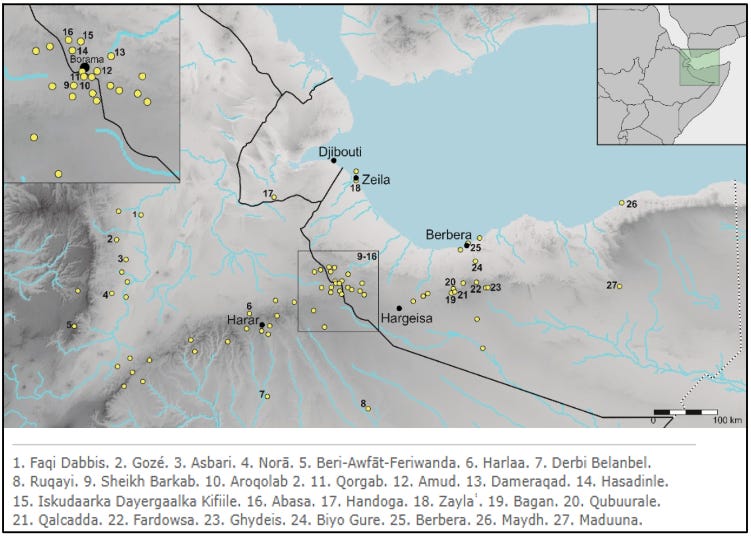 16
15
14
Borama
13
11
12
9
10
Djibouti
Zeila
18
17
1
26
2
Berbera
25
3
9-16
24
4
20
22
23
27
19
21
6
Hargeisa
5
Harar
7
8
0
100 km
1. Faqi Dabbis. 2. Gozé. 3. Asbari. 4. Norā. 5. Beri-Awfāt-Feriwanda. 6. Harlaa. 7. Derbi Belanbel.
8. Ruqayi. 9. Sheikh Barkab. 10. Aroqolab 2. 11. Qorgab. 12. Amud. 13. Dameraqad. 14. Hasadinle.
15. Iskudaarka Dayergaalka Kifiile. 16. Abasa. 17. Handoga. 18. Zaylaʿ. 19. Bagan. 20. Qubuurale.
21. Qalcadda. 22. Fardowsa. 23. Ghydeis. 24. Biyo Gure. 25. Berbera. 26. Maydh. 27. Maduuna.